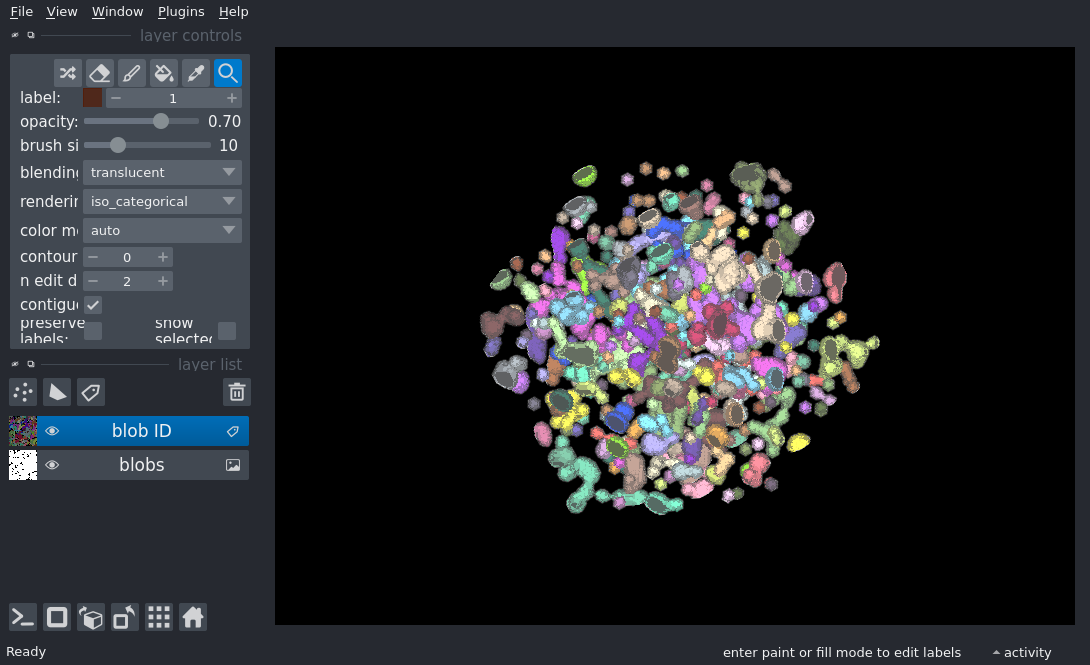 File View Window Plugins Help
layer controls
label: 1
opacity: 0.70
brush si 10
blending translucent
renderin iso_categorical
color m auto
contour 0
n edit d 2
contigu
preserve show
labels: selected
layer list
blob ID
blobs
Ready enter paint or fill mode to edit labels activity